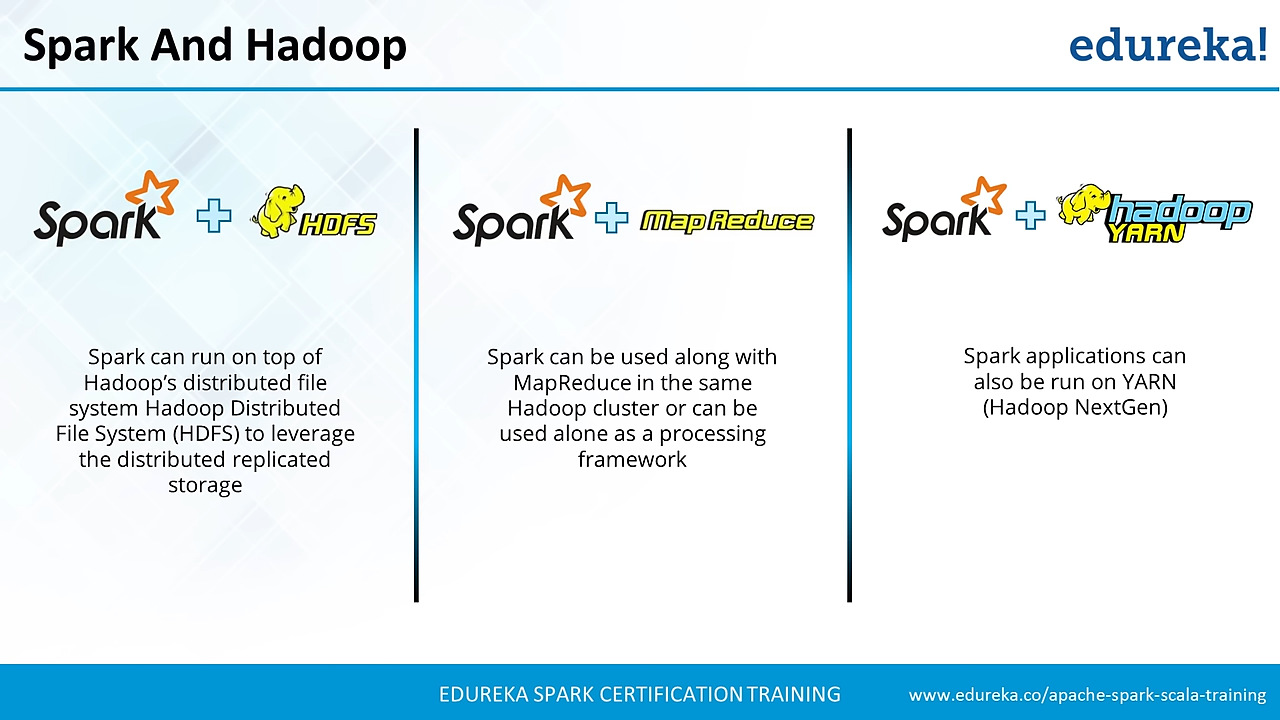 Spark And Hadoop
edureka!
Spark + HDFS
Spark can run on top of
Hadoop’s distributed file
system Hadoop Distributed
File System (HDFS) to leverage
the distributed replicated
storage
Spark + Map Reduce
Spark can be used along with
MapReduce in the same
Hadoop cluster or can be
used alone as a processing
framework
Spark + hadoop
YARN
Spark applications can
also be run on YARN
(Hadoop NextGen)
EDUREKA SPARK CERTIFICATION TRAINING
www.edureka.co/apache-spark-scala-training